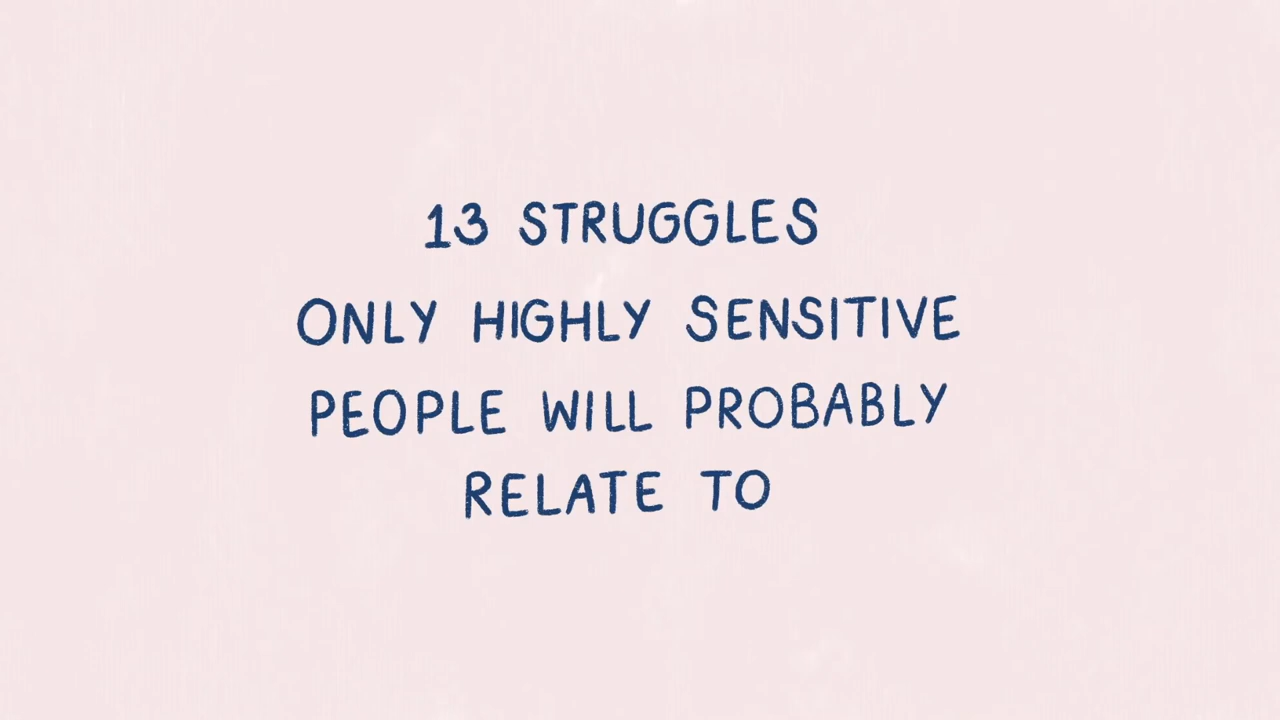 13 STRUGGLES
ONLY HIGHLY SENSITIVE
PEOPLE WILL PROBABLY
RELATE TO